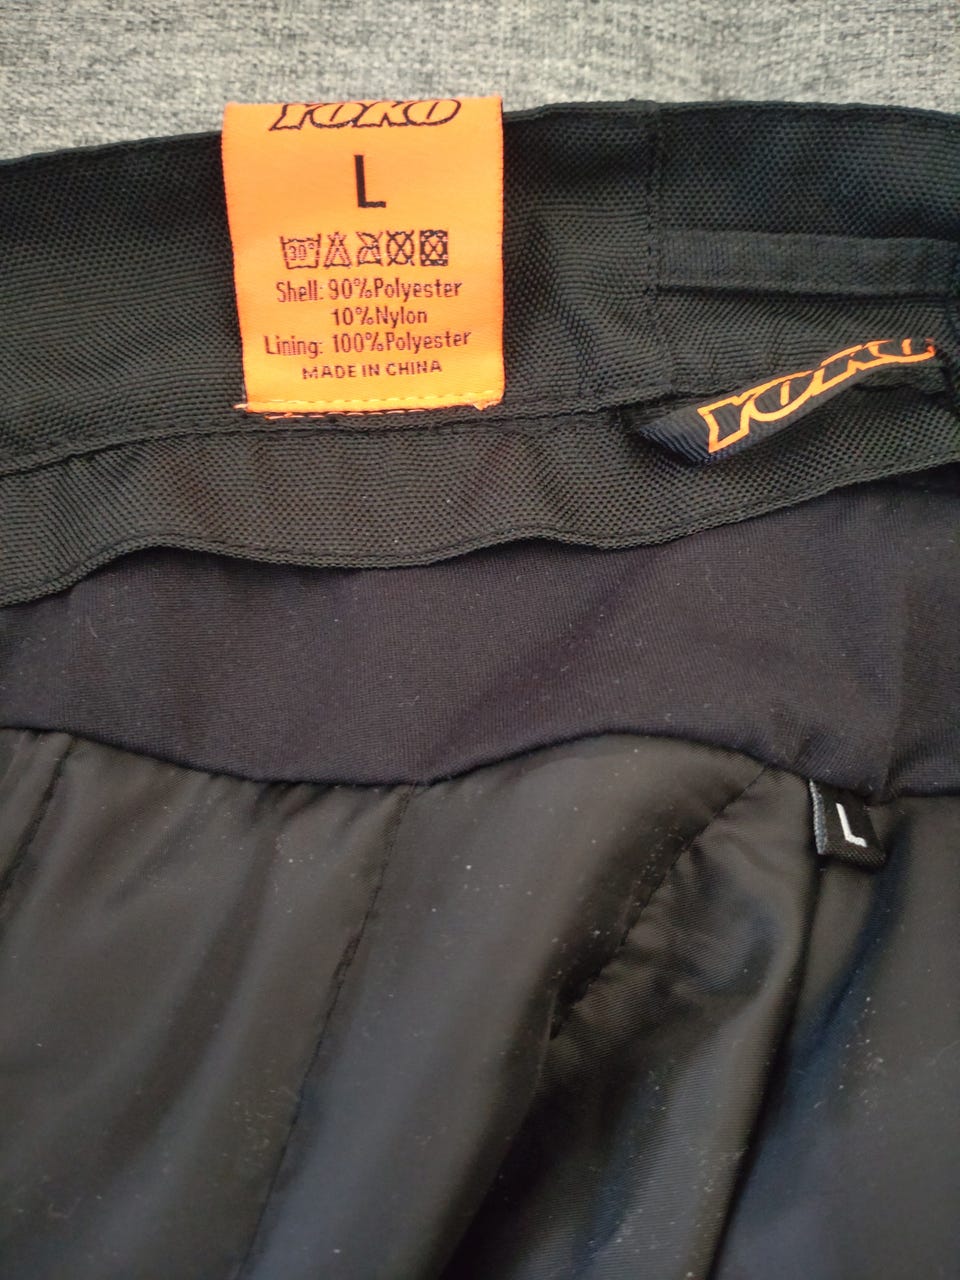 YOKO
L
30°
Shell: 90%Polyester
10%Nylon
Lining: 100%Polyester
MADE IN CHINA
YOKO
L